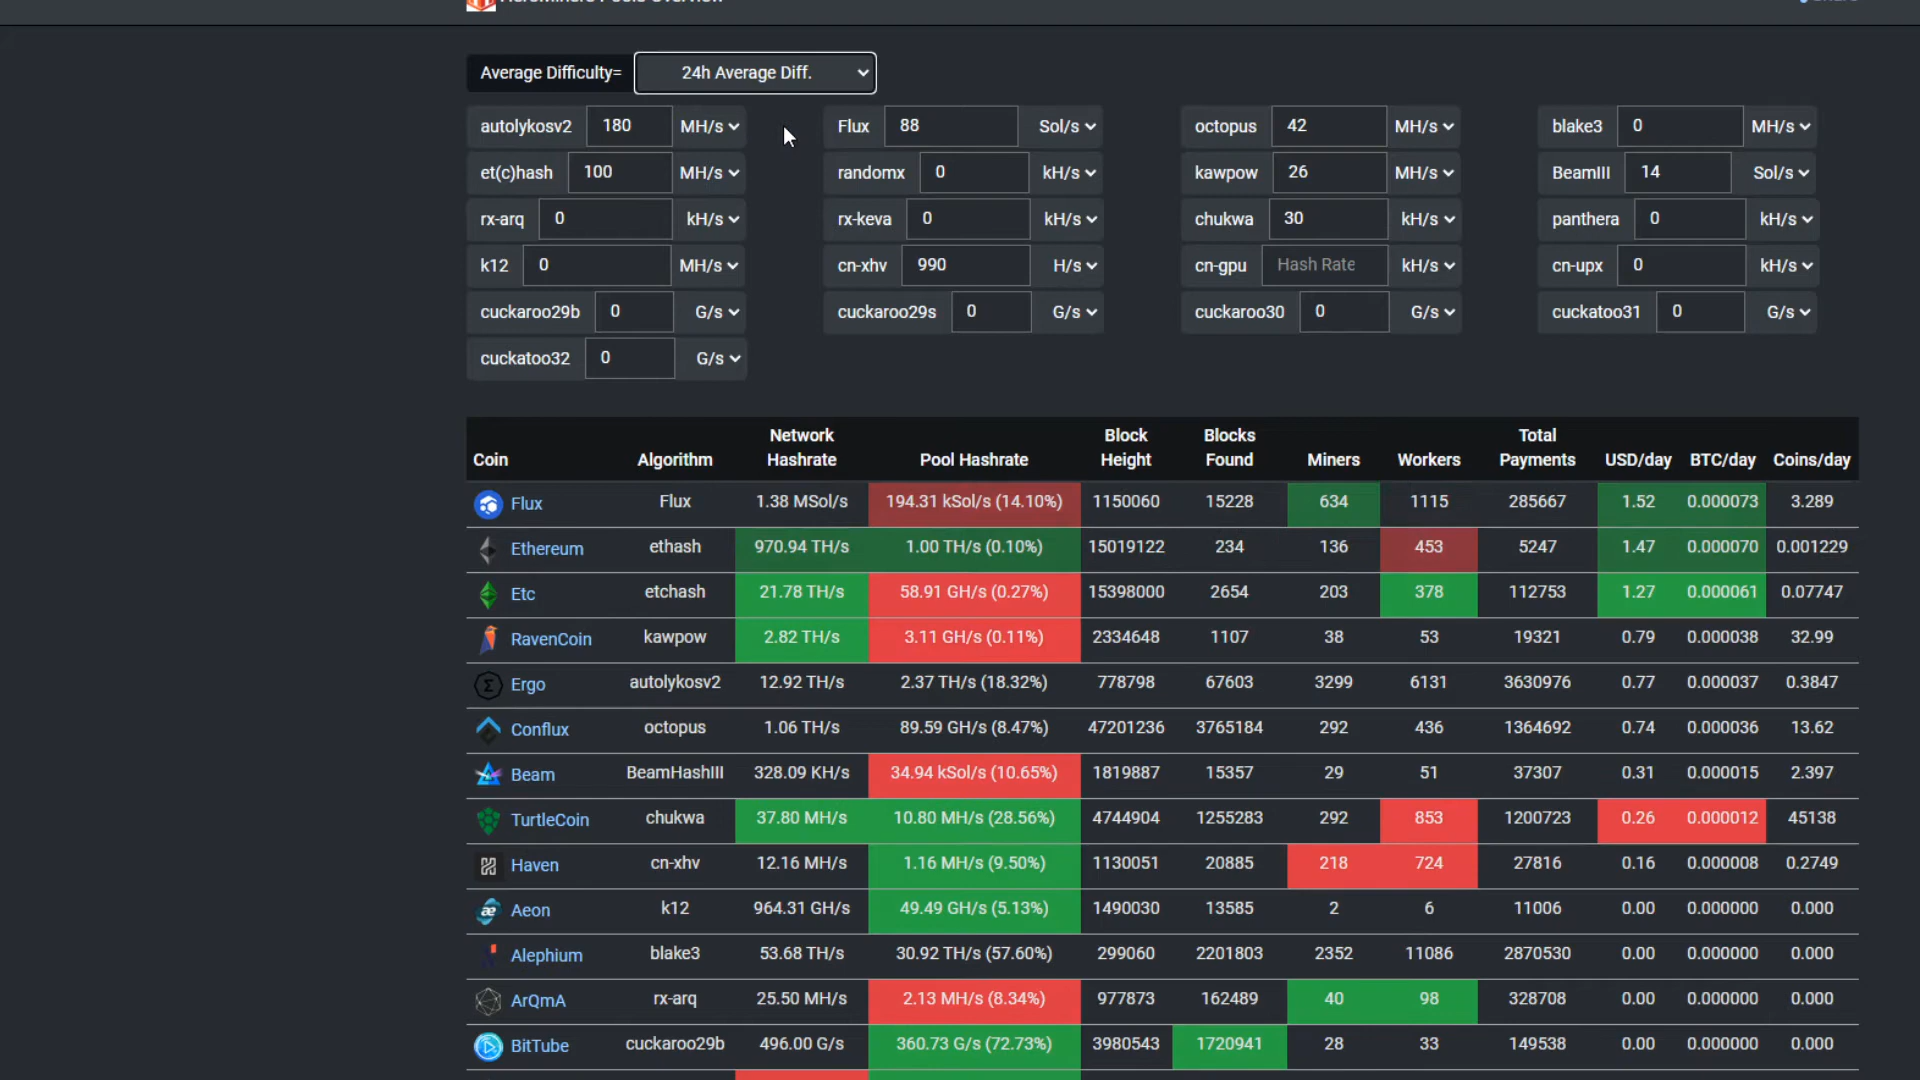 Average Difficulty= 24h Average Diff.
autolykosv2 180 MH/s Flux 88 Sol/s octopus 42 MH/s blake3 0 MH/s
et(c)hash 100 MH/s randomx 0 kH/s kawpow 26 MH/s BeamIII 14 Sol/s
rx-arq 0 kH/s rx-keva 0 kH/s chukwa 30 kH/s panthera 0 kH/s
k12 0 MH/s cn-xhv 990 H/s cn-gpu Hash Rate kH/s cn-upx 0 kH/s
cuckaroo29b 0 G/s cuckaroo29s 0 G/s cuckaroo30 0 G/s cuckatoo31 0 G/s
cuckatoo32 0 G/s
Coin Algorithm Network Hashrate Pool Hashrate Block Height Blocks Found Miners Workers Total Payments USD/day BTC/day Coins/day
Flux Flux 1.38 MSol/s 194.31 kSol/s (14.10%) 1150060 15228 634 1115 285667 1.52 0.000073 3.289
Ethereum ethash 970.94 TH/s 1.00 TH/s (0.10%) 15019122 234 136 453 5247 1.47 0.000070 0.001229
Etc etchash 21.78 TH/s 58.91 GH/s (0.27%) 15398000 2654 203 378 112753 1.27 0.000061 0.07747
RavenCoin kawpow 2.82 TH/s 3.11 GH/s (0.11%) 2334648 1107 38 53 19321 0.79 0.000038 32.99
Ergo autolykosv2 12.92 TH/s 2.37 TH/s (18.32%) 778798 67603 3299 6131 3630976 0.77 0.000037 0.3847
Conflux octopus 1.06 TH/s 89.59 GH/s (8.47%) 47201236 3765184 292 436 1364692 0.74 0.000036 13.62
Beam BeamHashIII 328.09 KH/s 34.94 kSol/s (10.65%) 1819887 15357 29 51 37307 0.31 0.000015 2.397
TurtleCoin chukwa 37.80 MH/s 10.80 MH/s (28.56%) 4744904 1255283 292 853 1200723 0.26 0.000012 45138
Haven cn-xhv 12.16 MH/s 1.16 MH/s (9.50%) 1130051 20885 218 724 27816 0.16 0.000008 0.2749
Aeon k12 964.31 GH/s 49.49 GH/s (5.13%) 1490030 13585 2 6 11006 0.00 0.000000 0.000
Alephium blake3 53.68 TH/s 30.92 TH/s (57.60%) 299060 2201803 2352 11086 2870530 0.00 0.000000 0.000
ArQmA rx-arq 25.50 MH/s 2.13 MH/s (8.34%) 977873 162489 40 98 328708 0.00 0.000000 0.000
BitTube cuckaroo29b 496.00 G/s 360.73 G/s (72.73%) 3980543 1720941 28 33 149538 0.00 0.000000 0.000